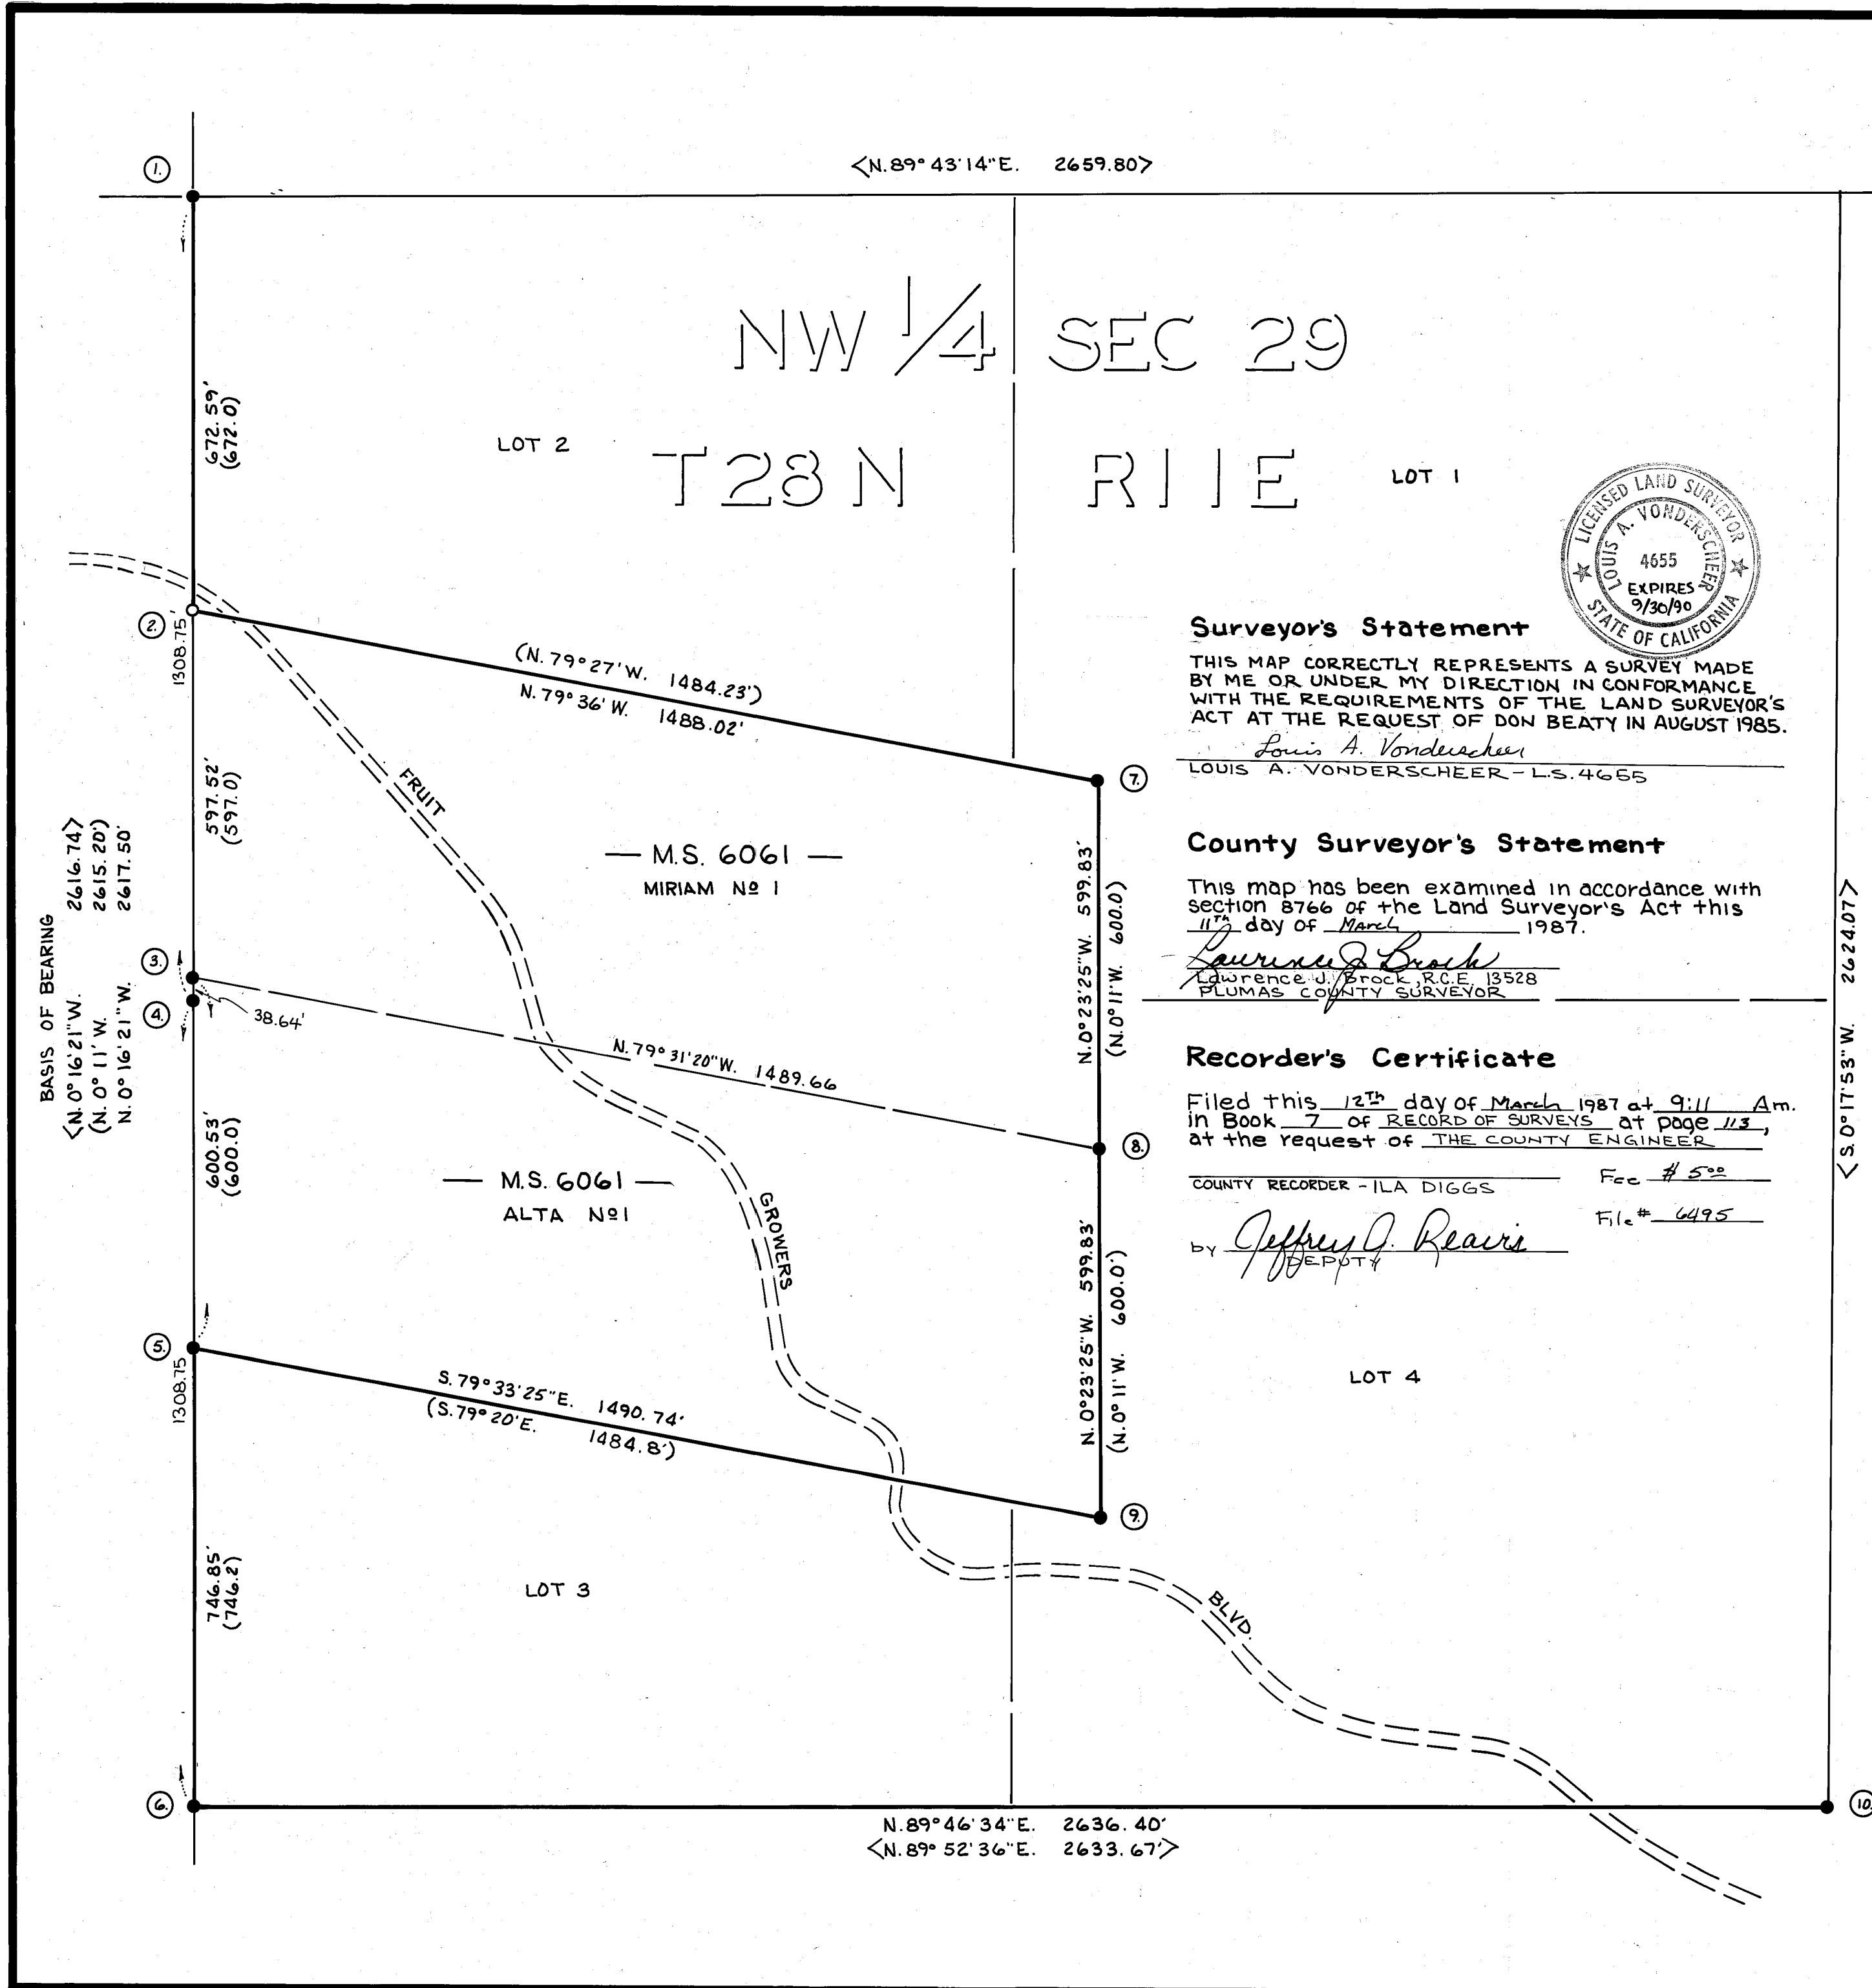 1.
<N.89°43'14"E. 2659.80>
NW 1/4 SEC 29
T28N R11E
LOT 2
LOT 1
672.59'
(672.0)
LICENSED LAND SURVEYOR
LOUIS A. VONDERSCHEER
4655
EXPIRES
9/30/90
STATE OF CALIFORNIA
2.
1308.75'
(N.79°27'W. 1484.23')
N.79°36'W. 1488.02'
7.
Surveyor's Statement
THIS MAP CORRECTLY REPRESENTS A SURVEY MADE
BY ME OR UNDER MY DIRECTION IN CONFORMANCE
WITH THE REQUIREMENTS OF THE LAND SURVEYOR'S
ACT AT THE REQUEST OF DON BEATY IN AUGUST 1985.
Louis A. Vonderscheer
LOUIS A. VONDERSCHEER - L.S. 4655
597.52'
(597.0)
FRUIT
— M.S. 6061 —
MIRIAM Nº 1
N.0°23'25"W. 599.83'
(N.0°11'W. 600.0)
County Surveyor's Statement
This map has been examined in accordance with
section 8766 of the Land Surveyor's Act this
11Th day of March 1987.
Laurence J Brock
Lawrence J. Brock, R.C.E. 13528
PLUMAS COUNTY SURVEYOR
BASIS OF BEARING
<N.0°16'21"W. 2616.74>
(N.0°11'W. 2615.20')
N.0°16'21"W. 2617.50'
3.
4.
38.64'
N.79°31'20"W. 1489.66
8.
<S.0°17'53"W. 2624.07>
Recorder's Certificate
Filed this 12Th day of March 1987 at 9:11 Am.
in Book 7 of RECORD OF SURVEYS at page 113,
at the request of THE COUNTY ENGINEER
COUNTY RECORDER - ILA DIGGS
Fee $ 5⁰⁰
File # 6495
by Jeffrey J. Reavis
DEPUTY
600.53'
(600.0)
— M.S. 6061 —
ALTA Nº 1
GROWERS
N.0°23'25"W. 599.83'
(N.0°11'W. 600.0')
5.
1308.75
S.79°33'25"E. 1490.74'
(S.79°20'E. 1484.8')
LOT 4
9.
746.85'
(746.2)
LOT 3
BLVD.
6.
10.
N.89°46'34"E. 2636.40'
<N.89°52'36"E. 2633.67'>